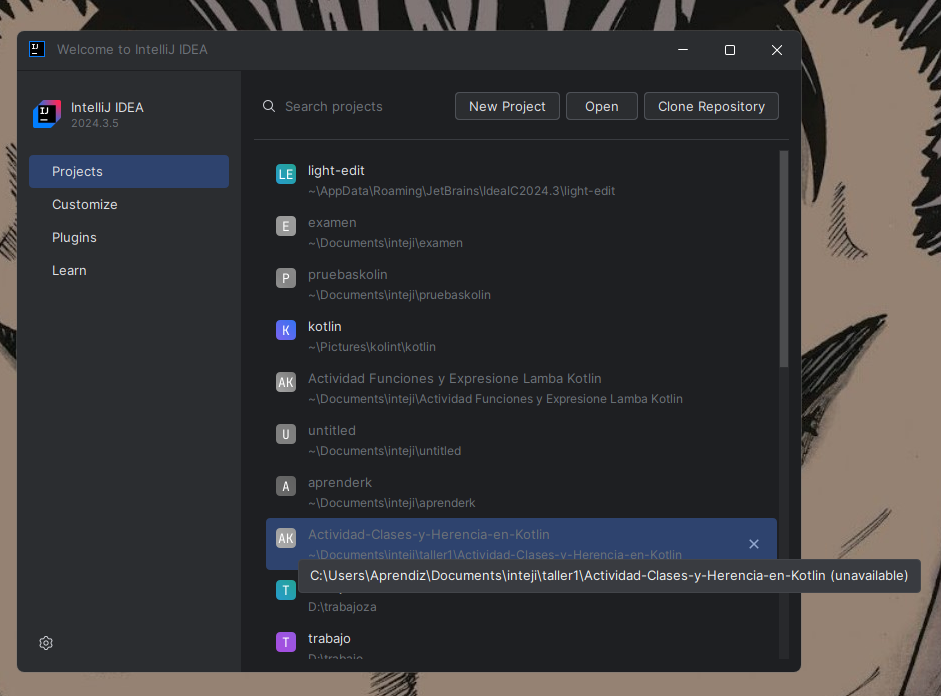 Welcome to IntelliJ IDEA
IntelliJ IDEA
2024.3.5
Projects
Customize
Plugins
Learn
Search projects
New Project
Open
Clone Repository
LE
light-edit
~\AppData\Roaming\JetBrains\IdeaIC2024.3\light-edit
E
examen
~\Documents\inteji\examen
P
pruebaskolin
~\Documents\inteji\pruebaskolin
K
kotlin
~\Pictures\kolint\kotlin
AK
Actividad Funciones y Expresione Lamba Kotlin
~\Documents\inteji\Actividad Funciones y Expresione Lamba Kotlin
U
untitled
~\Documents\inteji\untitled
A
aprenderk
~\Documents\inteji\aprenderk
AK
Actividad-Clases-y-Herencia-en-Kotlin
~\Documents\inteji\taller1\Actividad-Clases-y-Herencia-en-Kotlin
C:\Users\Aprendiz\Documents\inteji\taller1\Actividad-Clases-y-Herencia-en-Kotlin (unavailable)
T
D:\trabajoza
T
trabajo
D:\trabajo